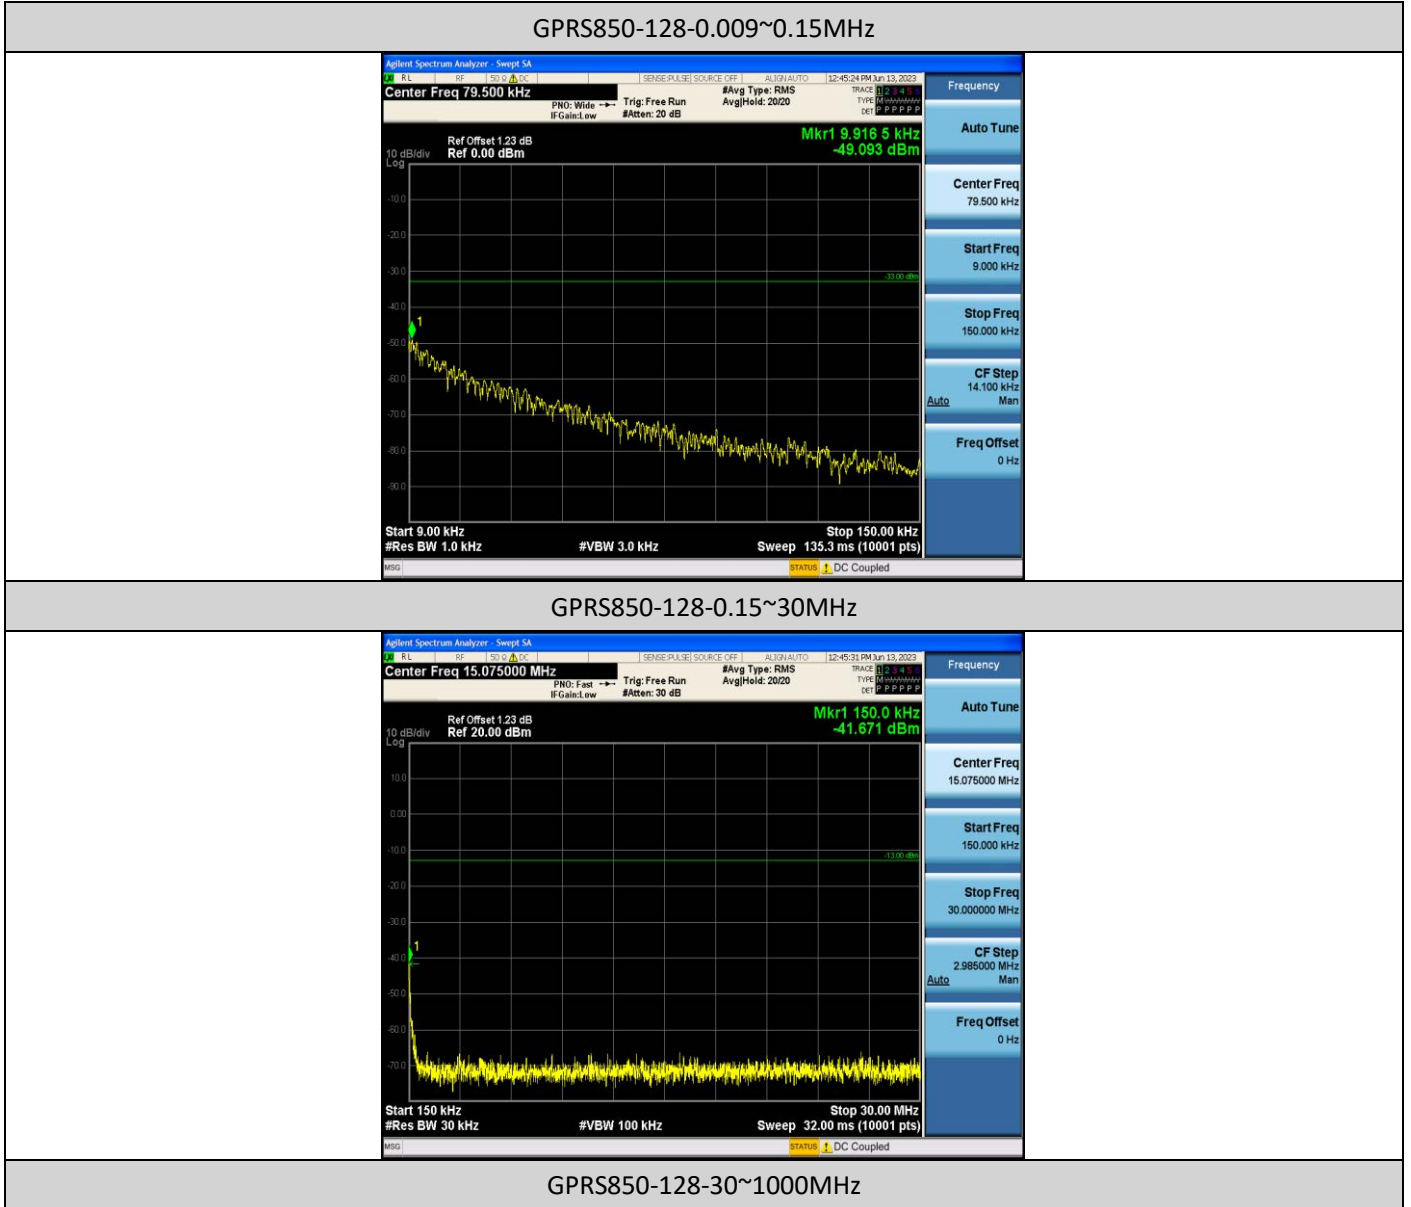 GPRS850-128-0.009~0.15MHz
Agilent Spectrum Analyzer - Swept SA
RL RF 50 Ω DC SENSE:PULSE SOURCE OFF ALIGN AUTO 12:45:24 PM Jun 13, 2023
Center Freq 79.500 kHz
PNO: Wide
IFGain:Low
Trig: Free Run
#Atten: 20 dB
#Avg Type: RMS
Avg|Hold: 20/20
TRACE 1 2 3 4 5 6
TYPE M
DET P P P P P P
Frequency
Mkr1 9.916 5 kHz
-49.093 dBm
Ref Offset 1.23 dB
10 dB/div Ref 0.00 dBm
Log
-10.0
-20.0
-30.0
-33.00 dBm
-40.0
1
-50.0
-60.0
-70.0
-80.0
-90.0
Start 9.00 kHz Stop 150.00 kHz
#Res BW 1.0 kHz #VBW 3.0 kHz Sweep 135.3 ms (10001 pts)
MSG STATUS DC Coupled
Auto Tune
Center Freq
79.500 kHz
Start Freq
9.000 kHz
Stop Freq
150.000 kHz
CF Step
14.100 kHz
Auto Man
Freq Offset
0 Hz
GPRS850-128-0.15~30MHz
Agilent Spectrum Analyzer - Swept SA
RL RF 50 Ω DC SENSE:PULSE SOURCE OFF ALIGN AUTO 12:45:31 PM Jun 13, 2023
Center Freq 15.075000 MHz
PNO: Fast
IFGain:Low
Trig: Free Run
#Atten: 30 dB
#Avg Type: RMS
Avg|Hold: 20/20
TRACE 1 2 3 4 5 6
TYPE M
DET P P P P P P
Frequency
Mkr1 150.0 kHz
-41.671 dBm
Ref Offset 1.23 dB
10 dB/div Ref 20.00 dBm
Log
10.0
0.00
-10.0
-13.00 dBm
-20.0
-30.0
1
-40.0
-50.0
-60.0
-70.0
Start 150 kHz Stop 30.00 MHz
#Res BW 30 kHz #VBW 100 kHz Sweep 32.00 ms (10001 pts)
MSG STATUS DC Coupled
Auto Tune
Center Freq
15.075000 MHz
Start Freq
150.000 kHz
Stop Freq
30.000000 MHz
CF Step
2.985000 MHz
Auto Man
Freq Offset
0 Hz
GPRS850-128-30~1000MHz